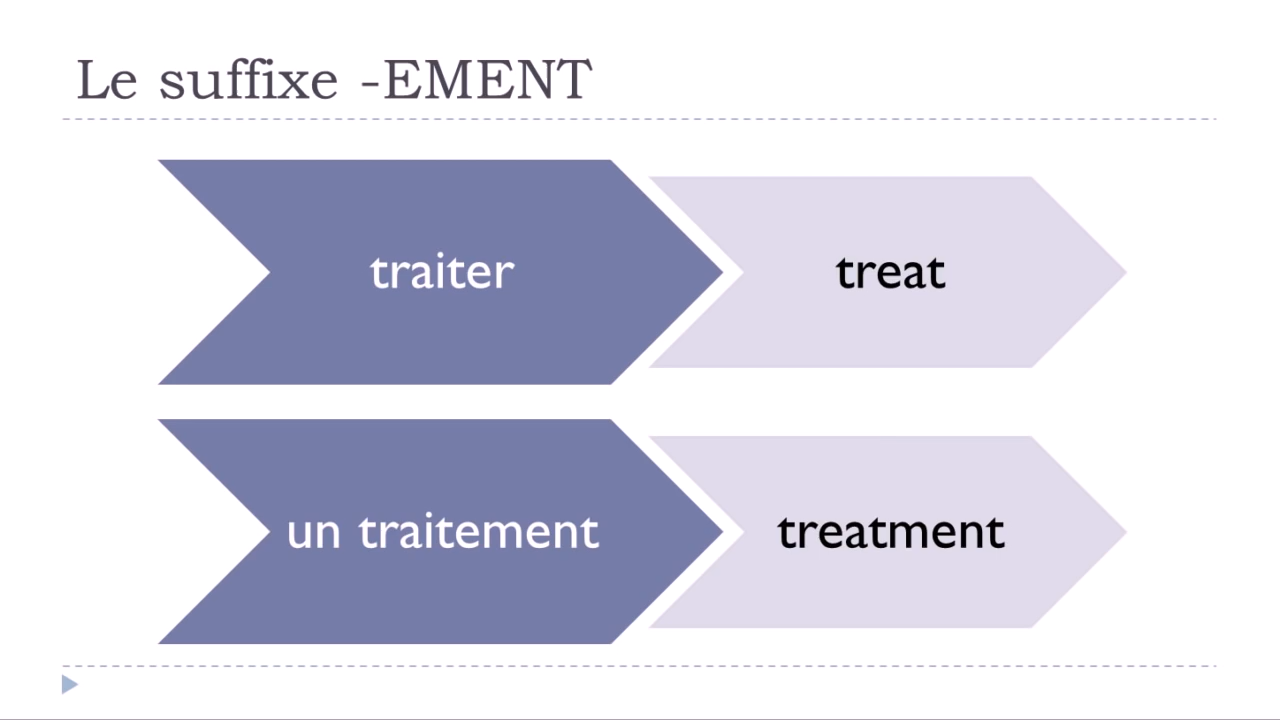 Le suffixe -EMENT
traiter
treat
un traitement
treatment